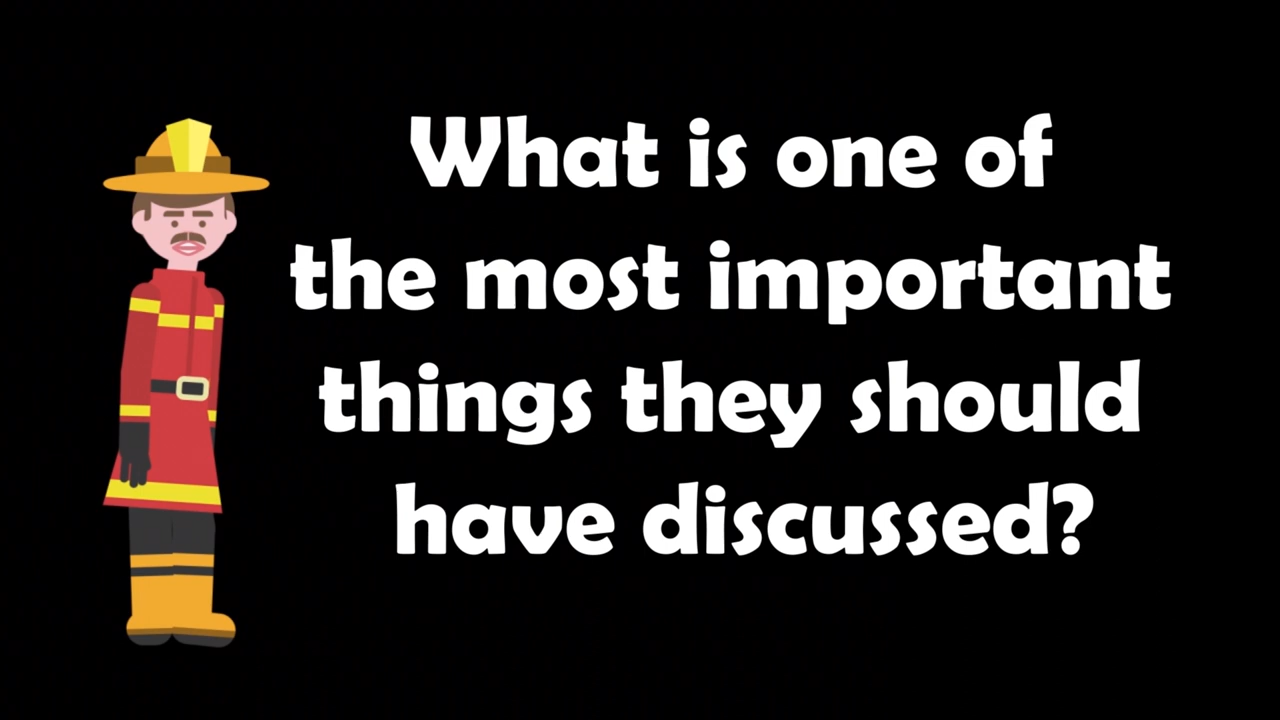 What is one of
the most important
things they should
have discussed?